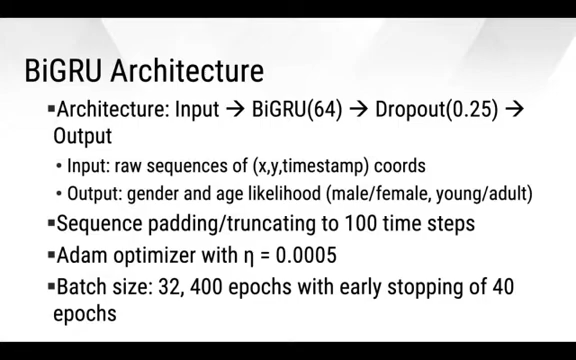 BiGRU Architecture
▪Architecture: Input → BiGRU(64) → Dropout(0.25) →
Output
• Input: raw sequences of (x,y,timestamp) coords
• Output: gender and age likelihood (male/female, young/adult)
▪Sequence padding/truncating to 100 time steps
▪Adam optimizer with η = 0.0005
▪Batch size: 32, 400 epochs with early stopping of 40
epochs